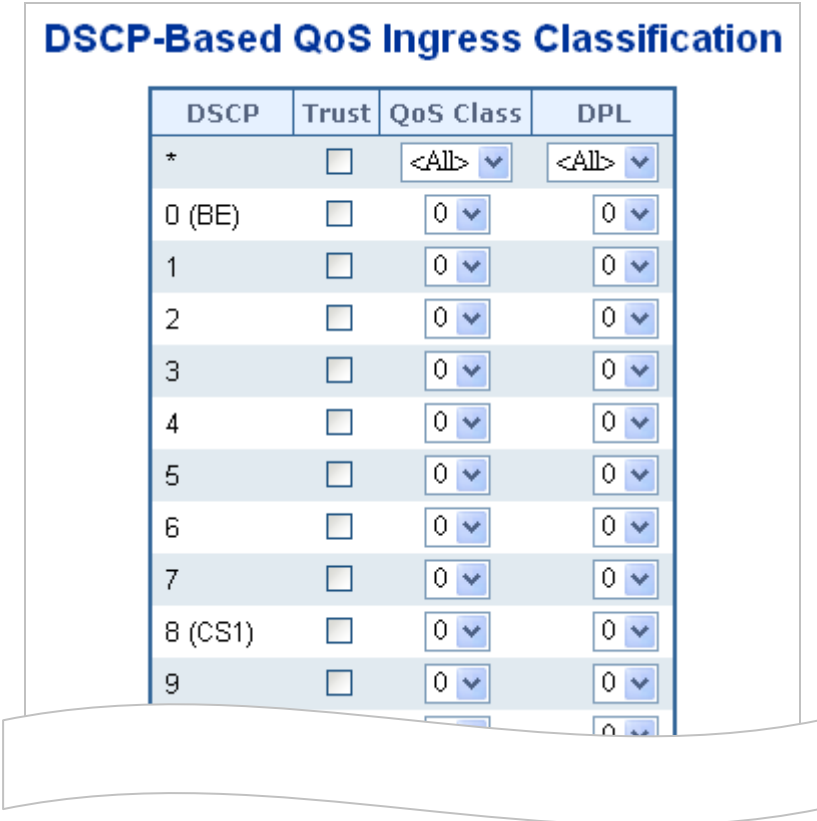 DSCP-Based QoS Ingress Classification
DSCP Trust QoS Class DPL
* <All> <All>
0 (BE) 0 0
1 0 0
2 0 0
3 0 0
4 0 0
5 0 0
6 0 0
7 0 0
8 (CS1) 0 0
9 0 0
0